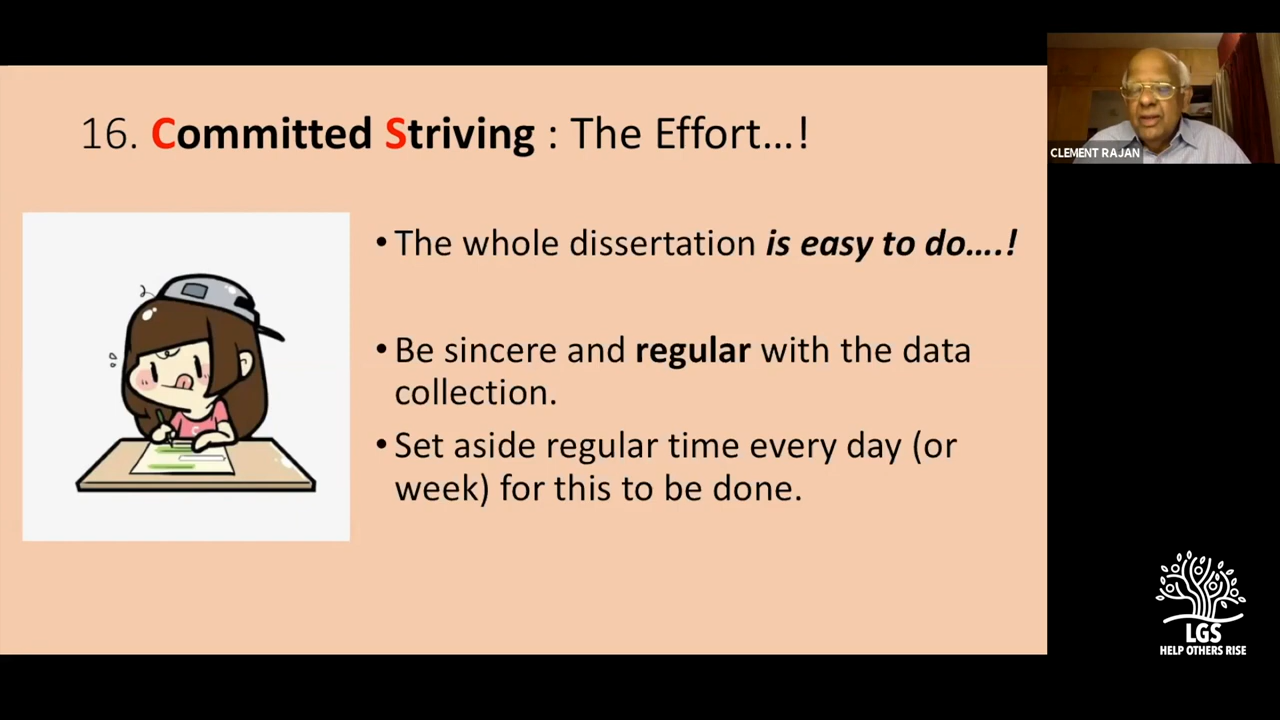 16. Committed Striving : The Effort...!
• The whole dissertation is easy to do....!
• Be sincere and regular with the data
collection.
• Set aside regular time every day (or
week) for this to be done.
CLEMENT RAJAN
LGS
HELP OTHERS RISE